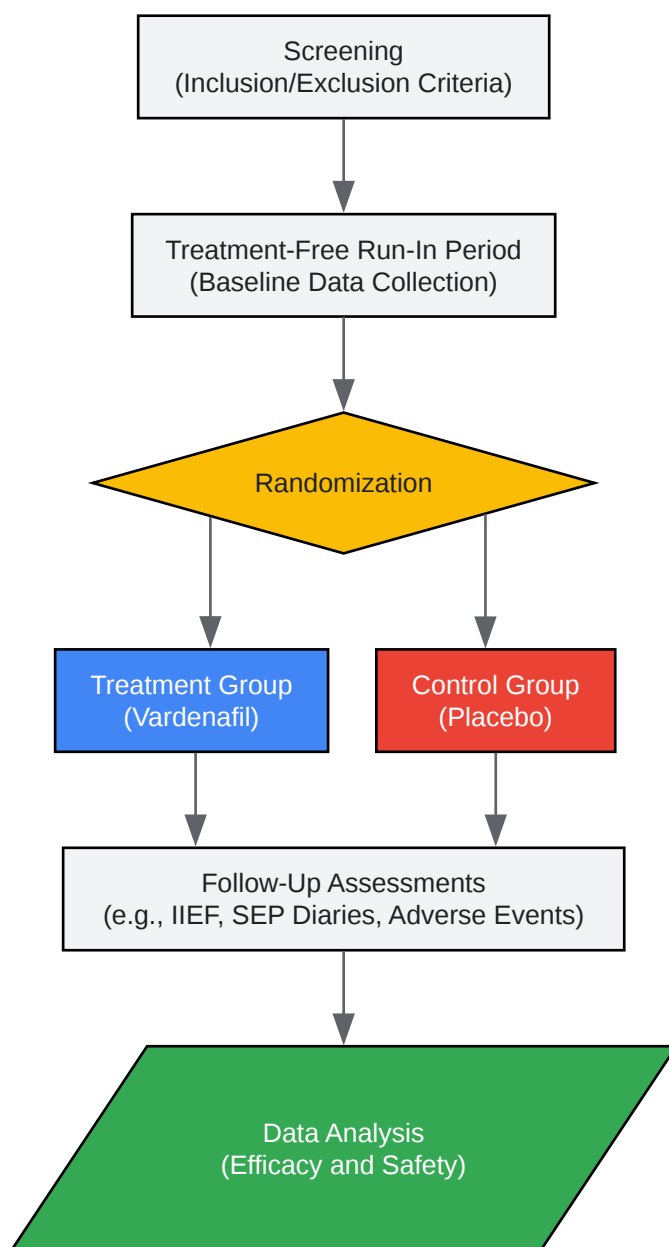 Screening
(Inclusion/Exclusion Criteria)
Treatment-Free Run-In Period
(Baseline Data Collection)
Randomization
Treatment Group
(Vardenafil)
Control Group
(Placebo)
Follow-Up Assessments
(e.g., IIEF, SEP Diaries, Adverse Events)
Data Analysis
(Efficacy and Safety)